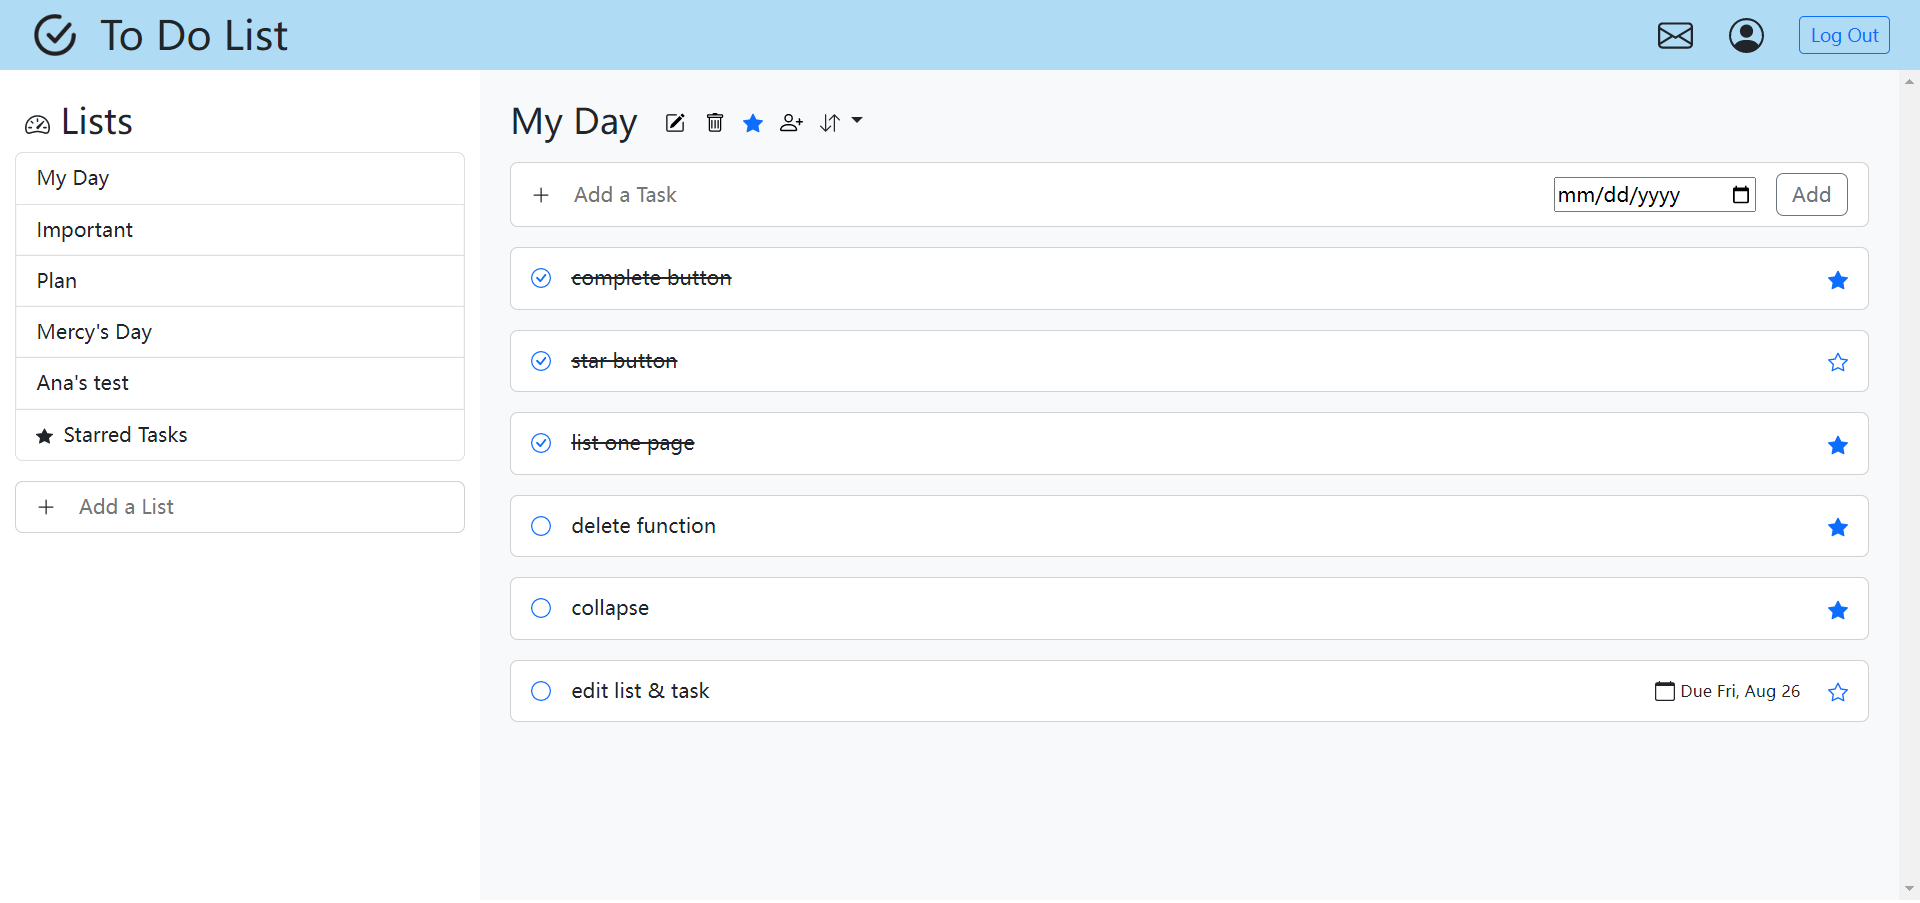 To Do List
Log Out
Lists
My Day
Important
Plan
Mercy's Day
Ana's test
Starred Tasks
Add a List
My Day
Add a Task
mm/dd/yyyy
Add
complete button
star button
list one page
delete function
collapse
edit list & task
Due Fri, Aug 26